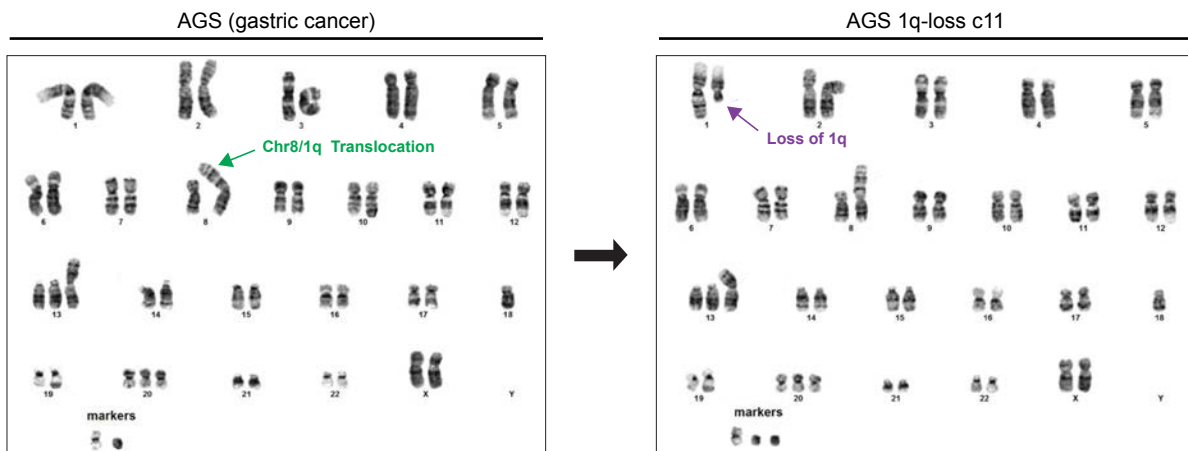 AGS (gastric cancer)
1 2 3 4 5
Chr8/1q Translocation
6 7 8 9 10 11 12
13 14 15 16 17 18
19 20 21 22 X Y
markers
AGS 1q-loss c11
1 2 3 4 5
Loss of 1q
6 7 8 9 10 11 12
13 14 15 16 17 18
19 20 21 22 X Y
markers